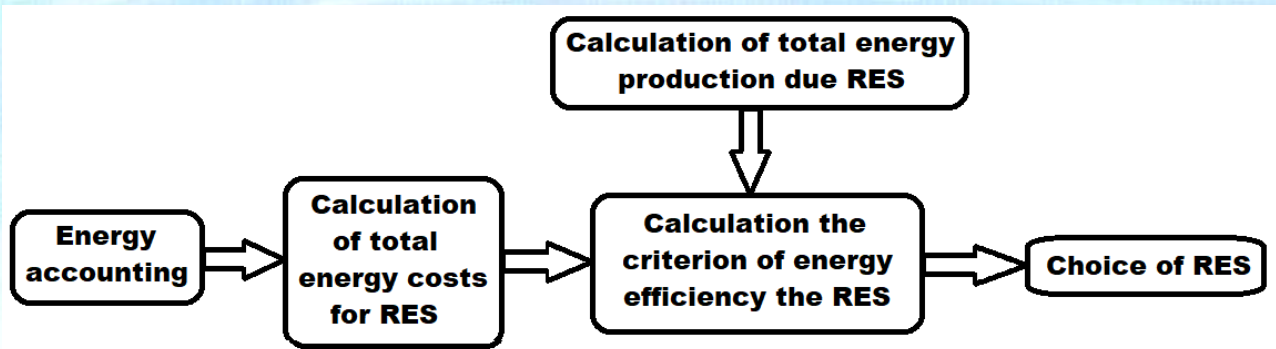 Calculation of total energy
production due RES
Energy
accounting
Calculation
of total
energy costs
for RES
Calculation the
criterion of energy
efficiency the RES
Choice of RES